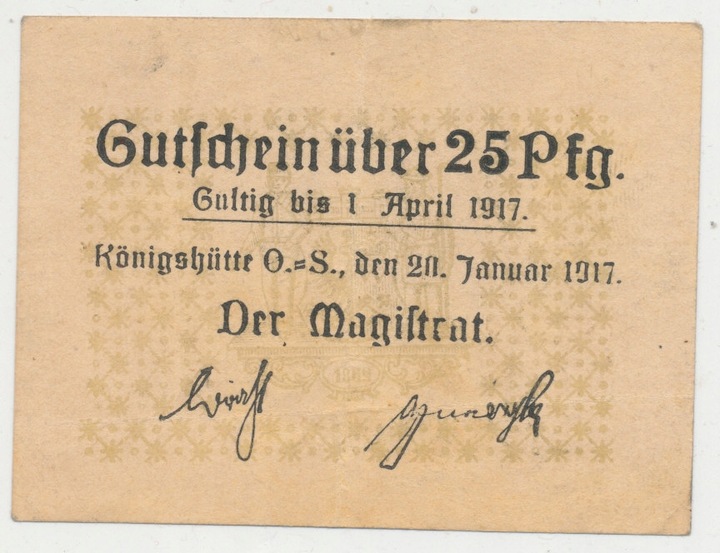 Gutschein über 25 Pfg.
Gultig bis 1 April 1917.
Königshütte O.=S., den 20. Januar 1917.
Der Magistrat.